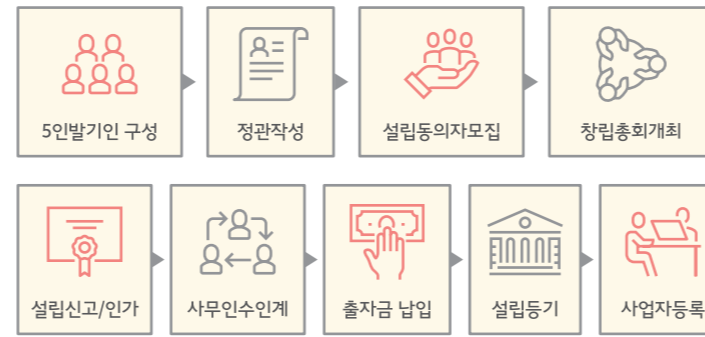 5인발기인 구성
정관작성
설립동의자모집
창립총회개최
설립신고/인가
사무인수인계
출자금 납입
설립등기
사업자등록